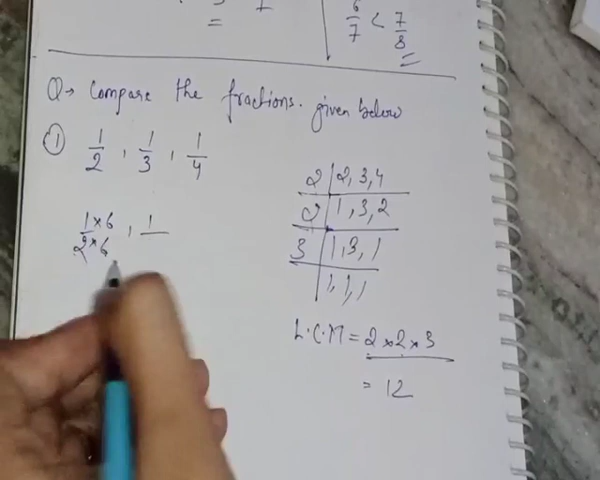 =
6/7 < 7/8
Q→ Compare the fractions. given below
① 1/2 , 1/3 , 1/4
1×6/2×6 , 1/
2 | 2, 3, 4
2 | 1, 3, 2
3 | 1, 3, 1
| 1, 1, 1
L.C.M = 2×2×3
= 12